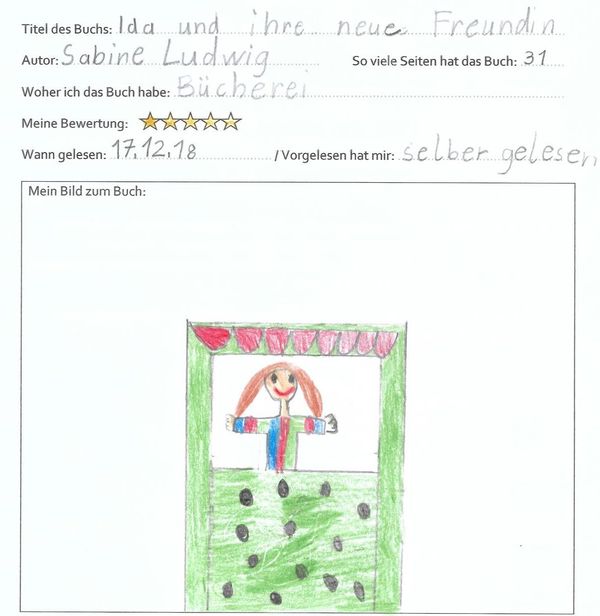 Titel des Buchs: Ida und ihre neue Freundin
Autor: Sabine Ludwig So viele Seiten hat das Buch: 31
Woher ich das Buch habe: Bücherei
Meine Bewertung:
Wann gelesen: 17.12.18 / Vorgelesen hat mir: selber gelesen
Mein Bild zum Buch: